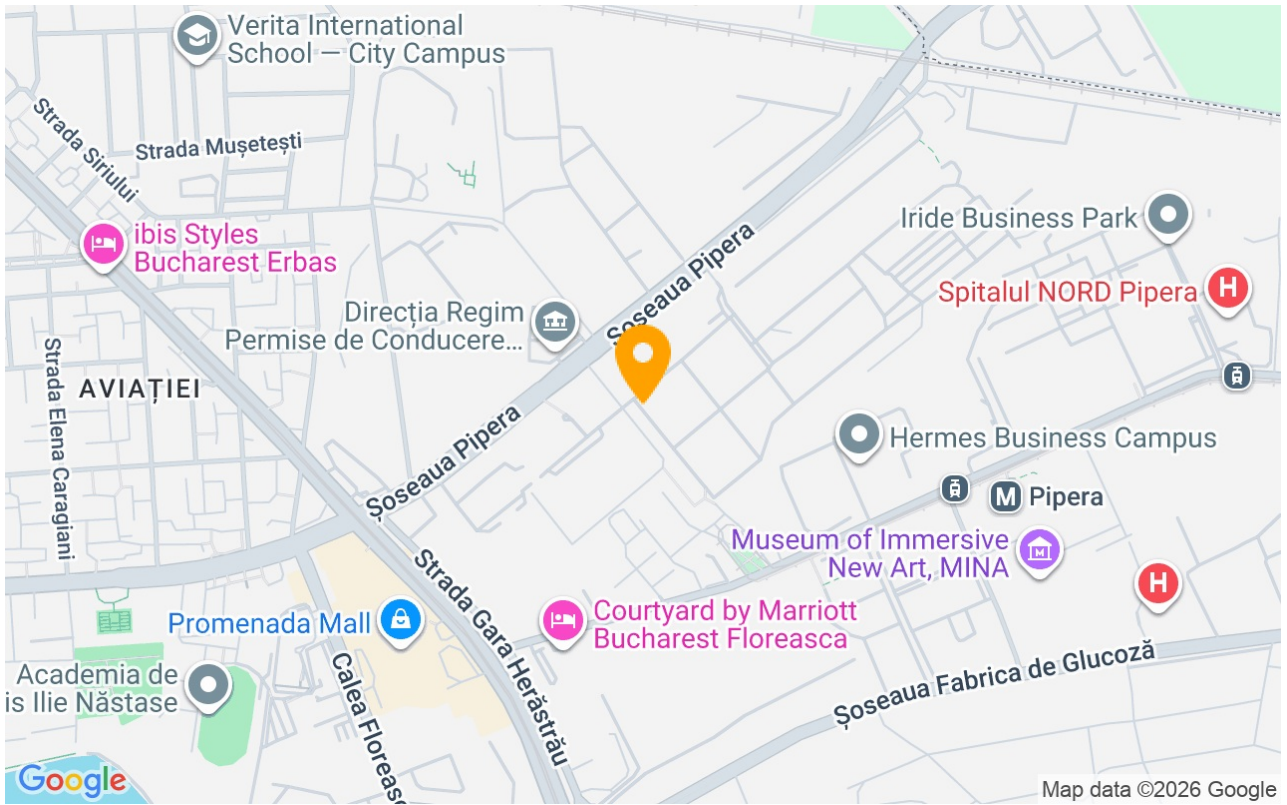 Verita International
School — City Campus
Strada Mușetești
Strada Siriului
ibis Styles
Bucharest Erbas
Iride Business Park
Spitalul NORD Pipera
Șoseaua Pipera
Direcția Regim
Permise de Conducere...
AVIAȚIEI
Strada Elena Caragiani
Șoseaua Pipera
Hermes Business Campus
M
Pipera
Museum of Immersive
New Art, MINA
H
H
Promenada Mall
Strada Gara Herăstrău
Courtyard by Marriott
Bucharest Floreasca
Șoseaua Fabrica de Glucoză
Academia de
is Ilie Năstase
Calea Floreasc
Google
Map data ©2026 Google